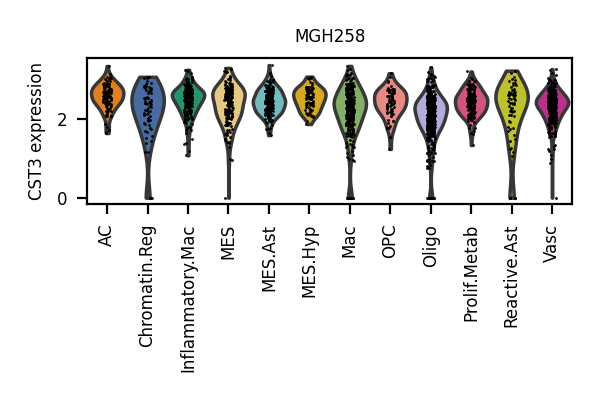 MGH258
CST3 expression
2
0
AC
Chromatin.Reg
Inflammatory.Mac
MES
MES.Ast
MES.Hyp
Mac
OPC
Oligo
Prolif.Metab
Reactive.Ast
Vasc